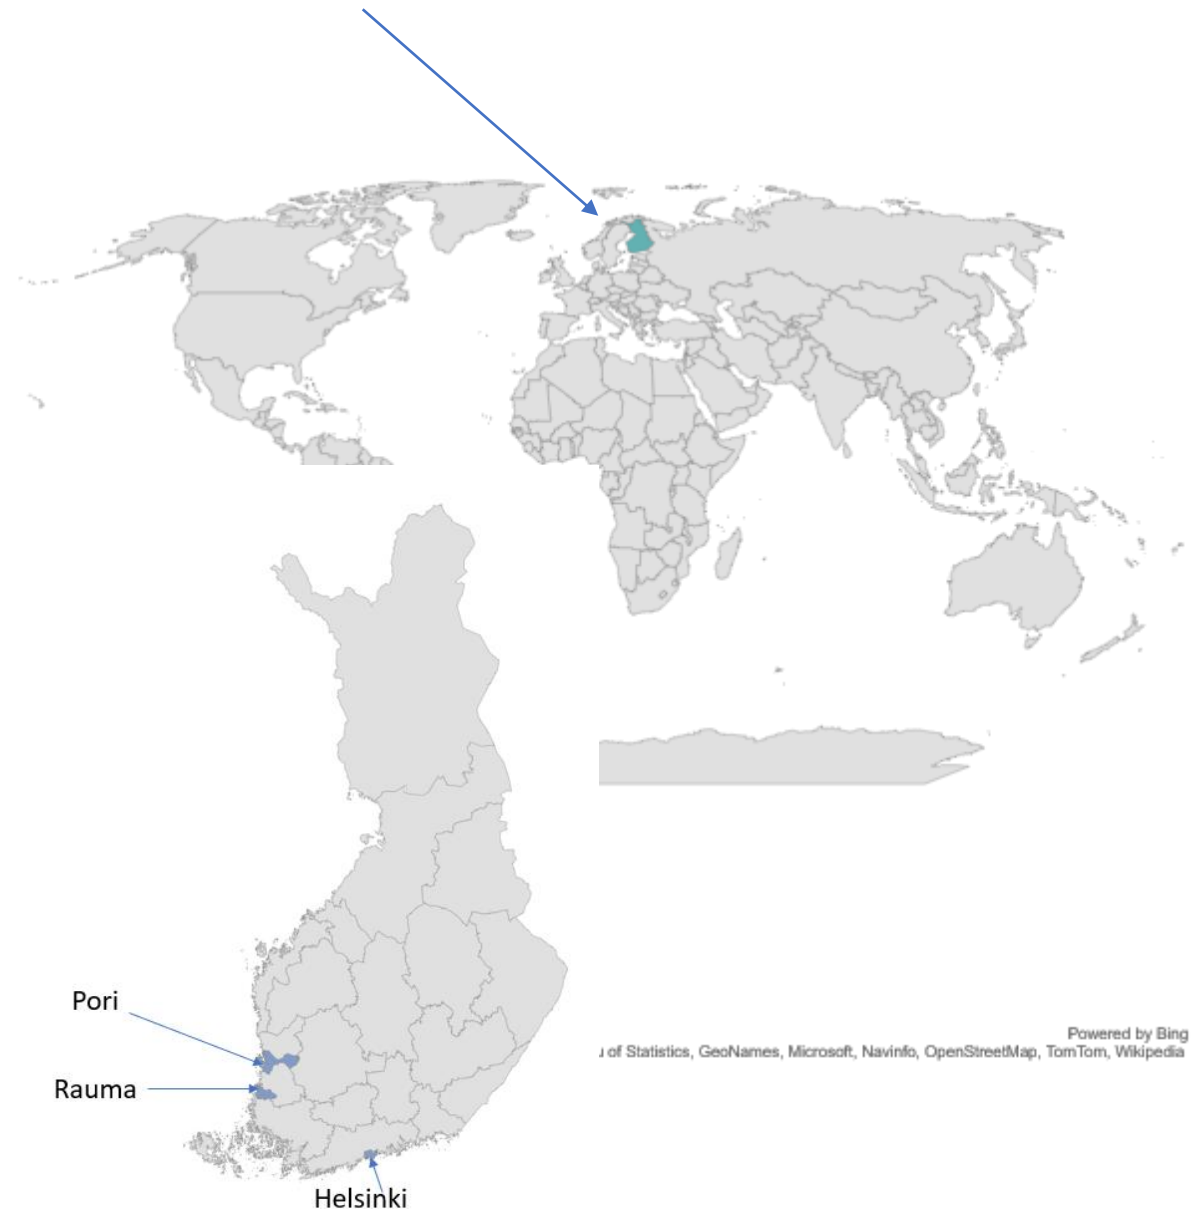 Pori
Rauma
Helsinki
Powered by Bing
of Statistics, GeoNames, Microsoft, Navinfo, OpenStreetMap, TomTom, Wikipedia